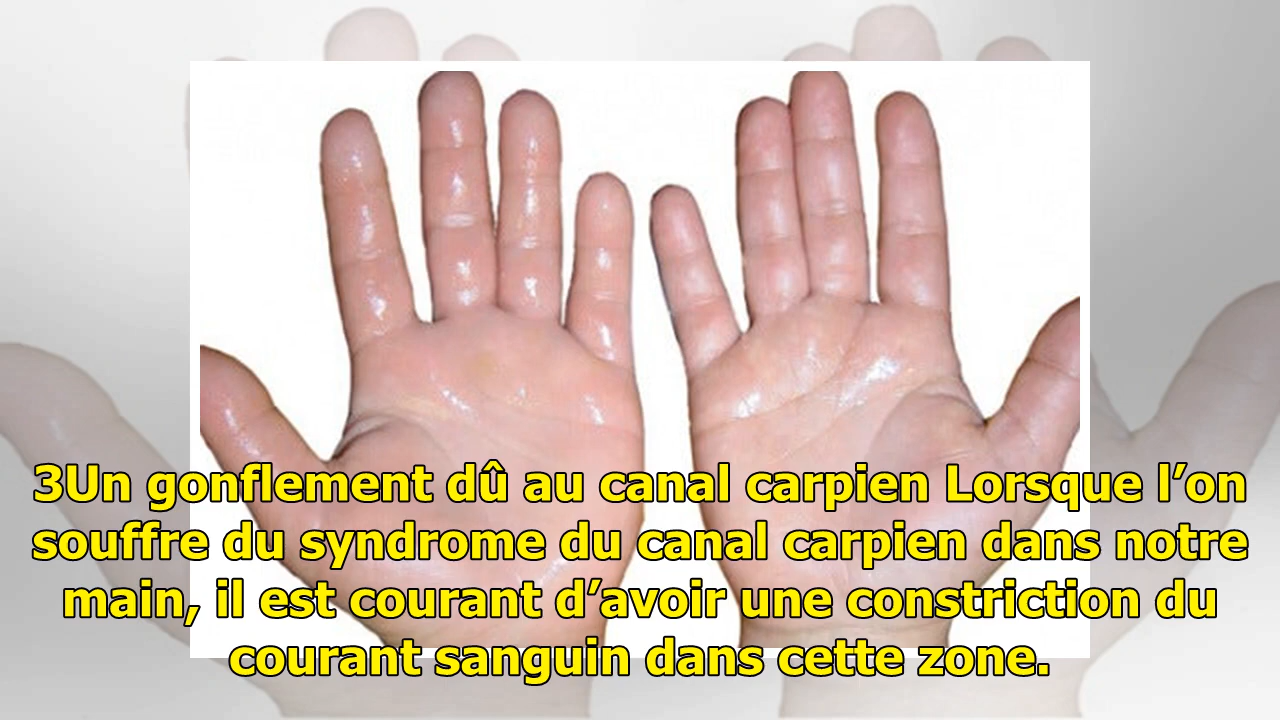 3Un gonflement dû au canal carpien Lorsque l’on
souffre du syndrome du canal carpien dans notre
main, il est courant d’avoir une constriction du
courant sanguin dans cette zone.